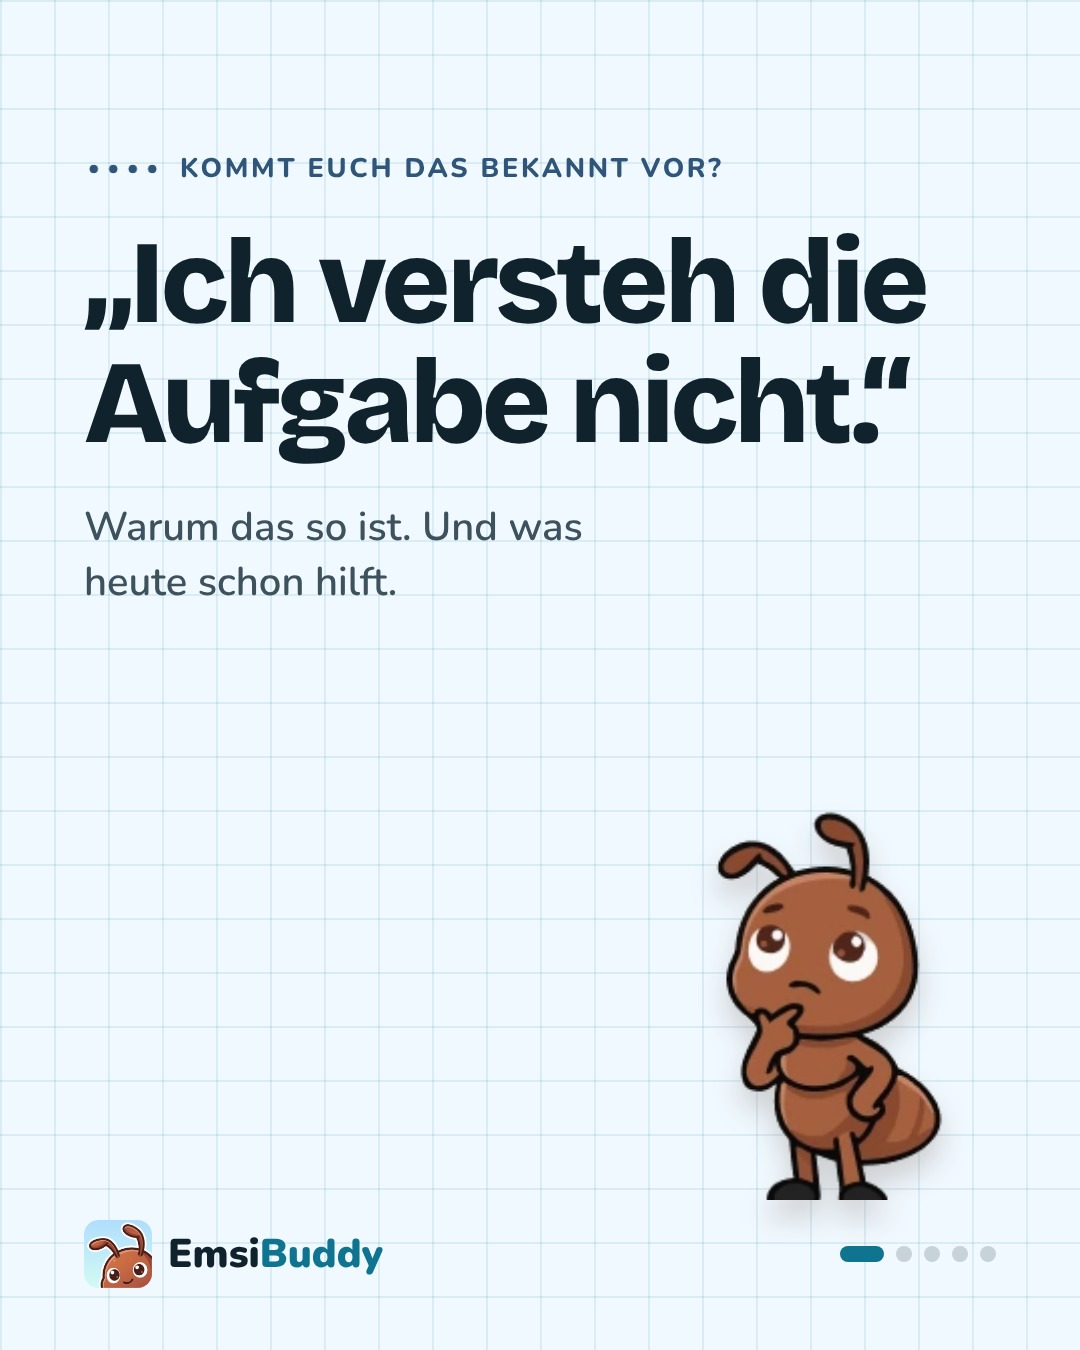 KOMMT EUCH DAS BEKANNT VOR?
„Ich versteh die
Aufgabe nicht.“
Warum das so ist. Und was
heute schon hilft.
EmsiBuddy